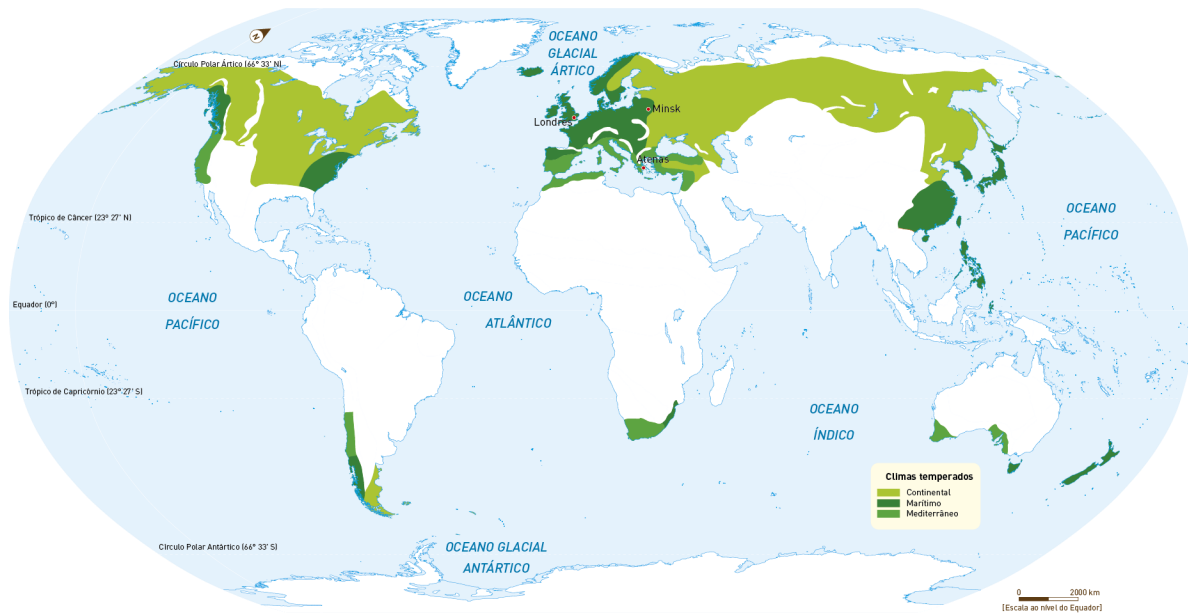 N
OCEANO
GLACIAL
ÁRTICO
Círculo Polar Ártico (66° 33' N)
Minsk
Londres
Atenas
Trópico de Câncer (23° 27' N)
OCEANO
PACÍFICO
Equador (0°)
OCEANO
PACÍFICO
OCEANO
ATLÂNTICO
Trópico de Capricórnio (23° 27' S)
OCEANO
ÍNDICO
Climas temperados
Continental
Marítimo
Mediterrâneo
Círculo Polar Antártico (66° 33' S)
OCEANO GLACIAL
ANTÁRTICO
0 2000 km
[Escala ao nível do Equador]